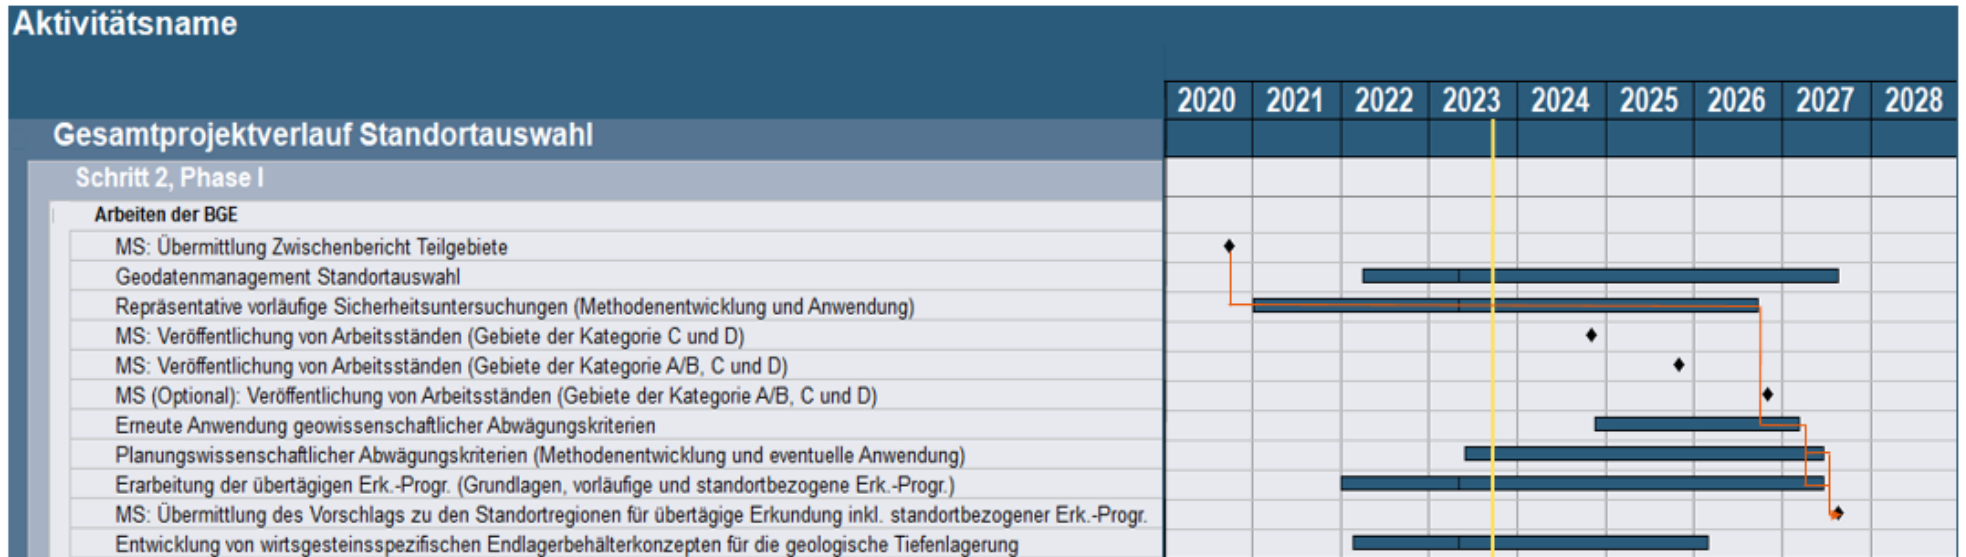 Aktivitätsname
2020 2021 2022 2023 2024 2025 2026 2027 2028
Gesamtprojektverlauf Standortauswahl
Schritt 2, Phase I
Arbeiten der BGE
MS: Übermittlung Zwischenbericht Teilgebiete
Geodatenmanagement Standortauswahl
Repräsentative vorläufige Sicherheitsuntersuchungen (Methodenentwicklung und Anwendung)
MS: Veröffentlichung von Arbeitsständen (Gebiete der Kategorie C und D)
MS: Veröffentlichung von Arbeitsständen (Gebiete der Kategorie A/B, C und D)
MS (Optional): Veröffentlichung von Arbeitsständen (Gebiete der Kategorie A/B, C und D)
Erneute Anwendung geowissenschaftlicher Abwägungskriterien
Planungswissenschaftlicher Abwägungskriterien (Methodenentwicklung und eventuelle Anwendung)
Erarbeitung der übertägigen Erk.-Progr. (Grundlagen, vorläufige und standortbezogene Erk.-Progr.)
MS: Übermittlung des Vorschlags zu den Standortregionen für übertägige Erkundung inkl. standortbezogener Erk.-Progr.
Entwicklung von wirtsgesteinsspezifischen Endlagerbehälterkonzepten für die geologische Tiefenlagerung